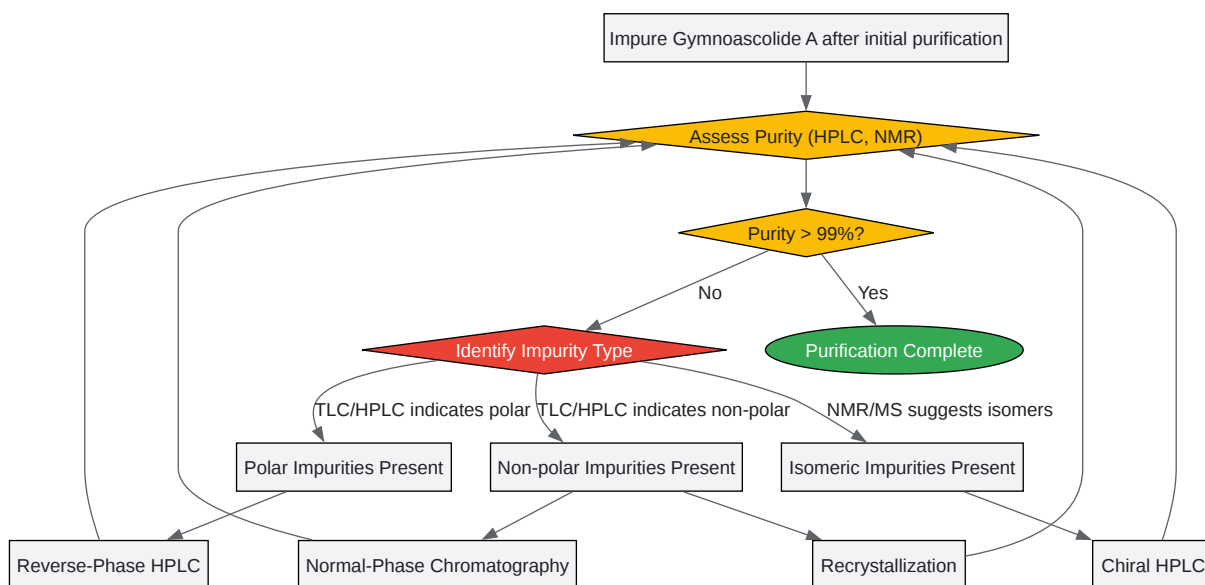 Impure Gymnoascolide A after initial purification
Assess Purity (HPLC, NMR)
Purity > 99%?
No
Yes
Identify Impurity Type
Purification Complete
TLC/HPLC indicates polar
TLC/HPLC indicates non-polar
NMR/MS suggests isomers
Polar Impurities Present
Non-polar Impurities Present
Isomeric Impurities Present
Reverse-Phase HPLC
Normal-Phase Chromatography
Recrystallization
Chiral HPLC